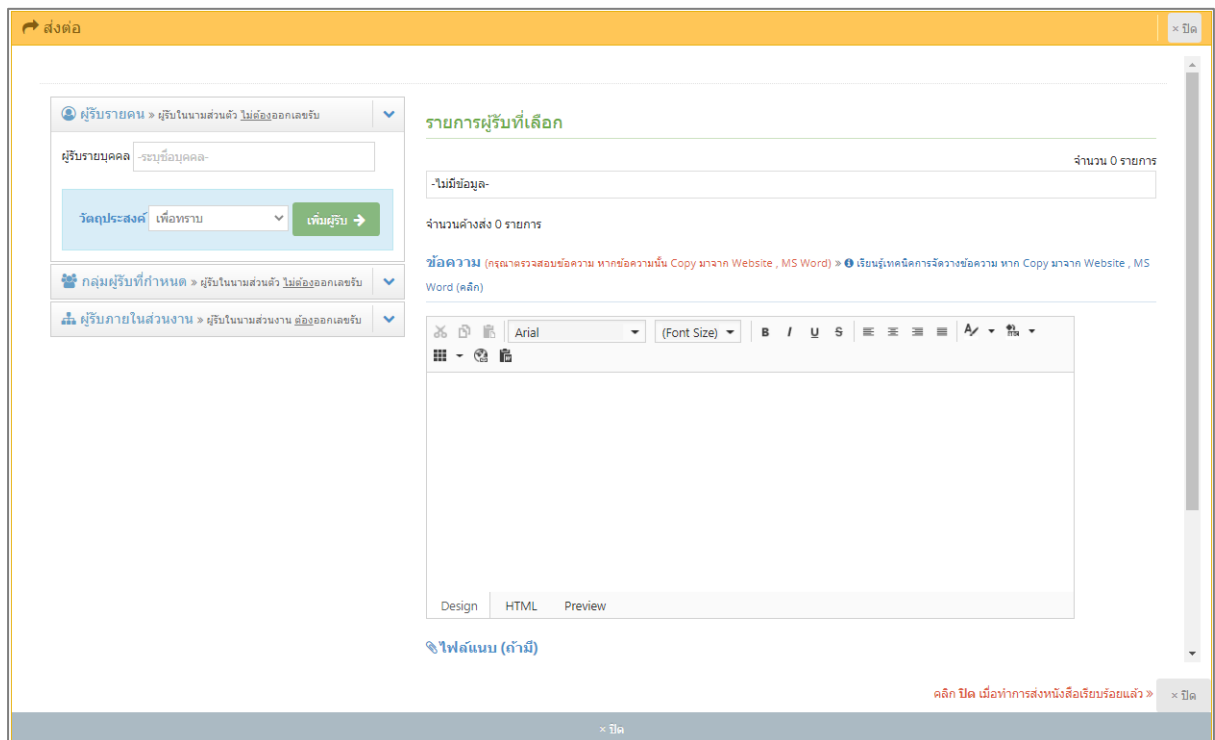 ส่งต่อ
× ปิด
ผู้รับรายคน » ผู้รับในนามส่วนตัว ไม่ต้องออกเลขรับ
ผู้รับรายบุคคล -ระบุชื่อบุคคล-
วัตถุประสงค์ เพื่อทราบ เพิ่มผู้รับ
กลุ่มผู้รับที่กำหนด » ผู้รับในนามส่วนตัว ไม่ต้องออกเลขรับ
ผู้รับภายในส่วนงาน » ผู้รับในนามส่วนงาน ต้องออกเลขรับ
รายการผู้รับที่เลือก
จำนวน 0 รายการ
-ไม่มีข้อมูล-
จำนวนค้างส่ง 0 รายการ
ข้อความ (กรุณาตรวจสอบข้อความ หากข้อความนั้น Copy มาจาก Website , MS Word) » เรียนรู้เทคนิคการจัดวางข้อความ หาก Copy มาจาก Website , MS
Word (คลิก)
Arial (Font Size) B I U S
Design HTML Preview
ไฟล์แนบ (ถ้ามี)
คลิก ปิด เมื่อทำการส่งหนังสือเรียบร้อยแล้ว » × ปิด
× ปิด